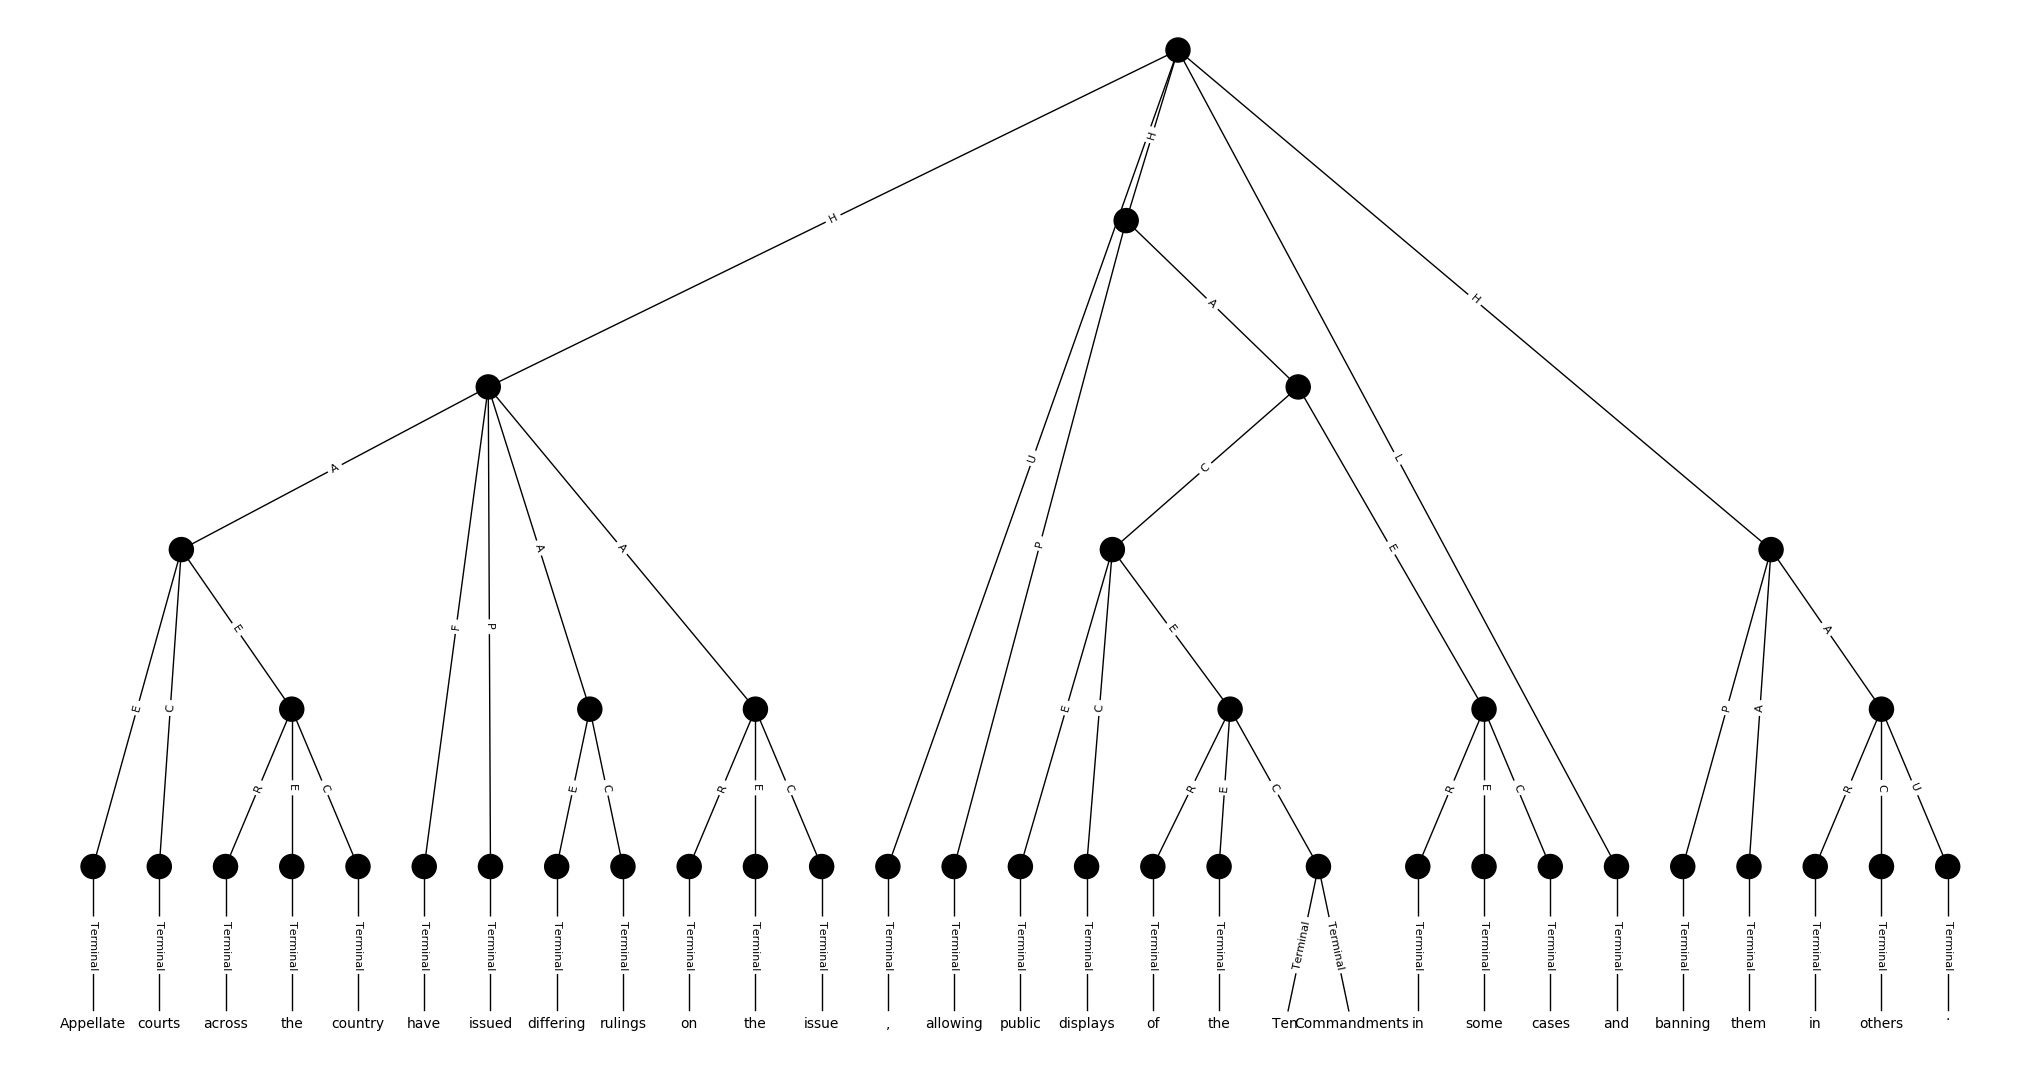 H
H
A
H
A
C
L
U
A
A
P
E
F
P
E
E
A
E
C
E
C
P
A
R
E
C
E
C
R
E
C
R
E
C
R
E
C
R
C
U
Terminal Terminal Terminal Terminal Terminal Terminal Terminal Terminal Terminal Terminal Terminal Terminal Terminal Terminal Terminal Terminal Terminal Terminal Terminal Terminal Terminal Terminal Terminal Terminal Terminal Terminal Terminal Terminal Terminal
Appellate courts across the country have issued differing rulings on the issue , allowing public displays of the Ten Commandments in some cases and banning them in others .